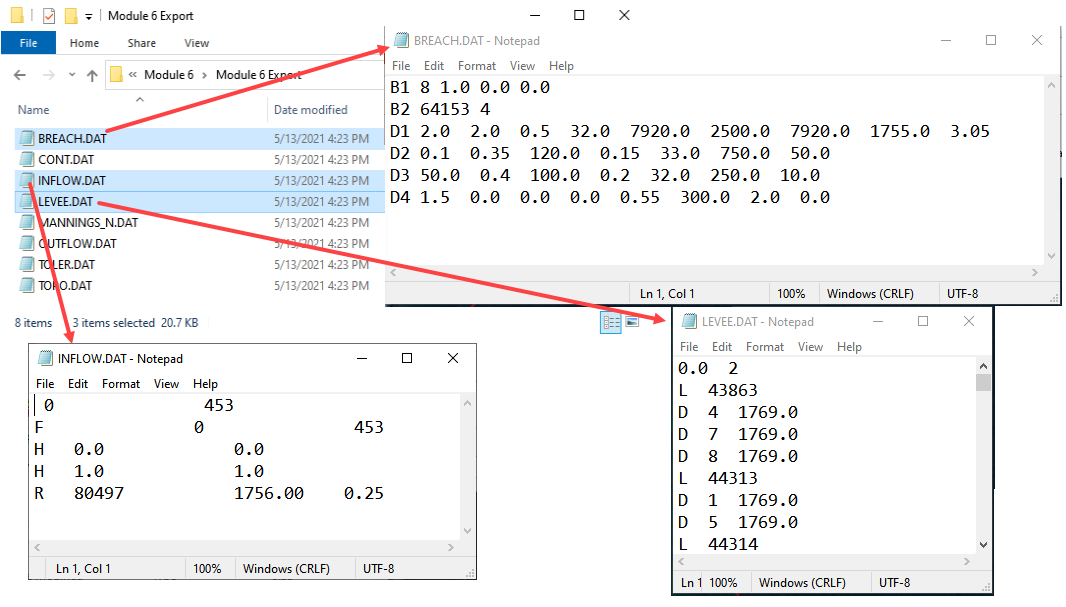 Module 6 Export
File Home Share View
« Module 6 › Module 6 Export
Name Date modified
BREACH.DAT 5/13/2021 4:23 PM
CONT.DAT 5/13/2021 4:23 PM
INFLOW.DAT 5/13/2021 4:23 PM
LEVEE.DAT 5/13/2021 4:23 PM
MANNINGS_N.DAT 5/13/2021 4:23 PM
OUTFLOW.DAT 5/13/2021 4:23 PM
TOLER.DAT 5/13/2021 4:23 PM
TOPO.DAT 5/13/2021 4:23 PM
8 items 3 items selected 20.7 KB
BREACH.DAT - Notepad
File Edit Format View Help
B1 8 1.0 0.0 0.0
B2 64153 4
D1 2.0 2.0 0.5 32.0 7920.0 2500.0 7920.0 1755.0 3.05
D2 0.1 0.35 120.0 0.15 33.0 750.0 50.0
D3 50.0 0.4 100.0 0.2 32.0 250.0 10.0
D4 1.5 0.0 0.0 0.0 0.55 300.0 2.0 0.0
Ln 1, Col 1 100% Windows (CRLF) UTF-8
INFLOW.DAT - Notepad
File Edit Format View Help
0 453
F 0 453
H 0.0 0.0
H 1.0 1.0
R 80497 1756.00 0.25
Ln 1, Col 1 100% Windows (CRLF) UTF-8
LEVEE.DAT - Notepad
File Edit Format View Help
0.0 2
L 43863
D 4 1769.0
D 7 1769.0
D 8 1769.0
L 44313
D 1 1769.0
D 5 1769.0
L 44314
Ln 1 100% Windows (CRLF) UTF-8